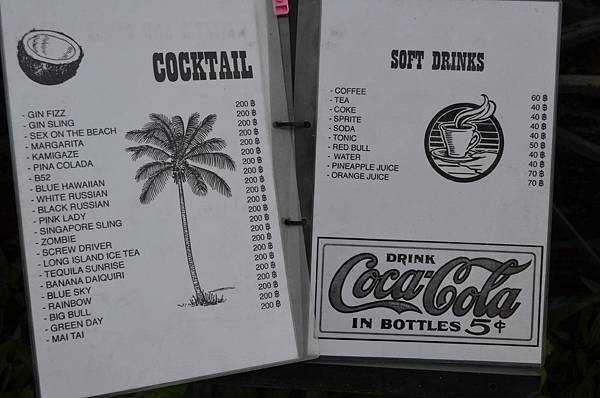 COCKTAIL
- GIN FIZZ 200 ฿
- GIN SLING 200 ฿
- SEX ON THE BEACH 200 ฿
- MARGARITA 200 ฿
- KAMIGAZE 200 ฿
- PINA COLADA 200 ฿
- B52 200 ฿
- BLUE HAWAIIAN 200 ฿
- WHITE RUSSIAN 200 ฿
- BLACK RUSSIAN 200 ฿
- PINK LADY 200 ฿
- SINGAPORE SLING 200 ฿
- ZOMBIE 200 ฿
- SCREW DRIVER 200 ฿
- LONG ISLAND ICE TEA 200 ฿
- TEQUILA SUNRISE 200 ฿
- BANANA DAIQUIRI 200 ฿
- BLUE SKY 200 ฿
- RAINBOW 200 ฿
- BIG BULL 200 ฿
- GREEN DAY 200 ฿
- MAI TAI 200 ฿
SOFT DRINKS
- COFFEE 60 ฿
- TEA 40 ฿
- COKE 40 ฿
- SPRITE 40 ฿
- SODA 40 ฿
- TONIC 40 ฿
- RED BULL 50 ฿
- WATER 40 ฿
- PINEAPPLE JUICE 70 ฿
- ORANGE JUICE 70 ฿
DRINK
Coca-Cola
IN BOTTLES 5¢